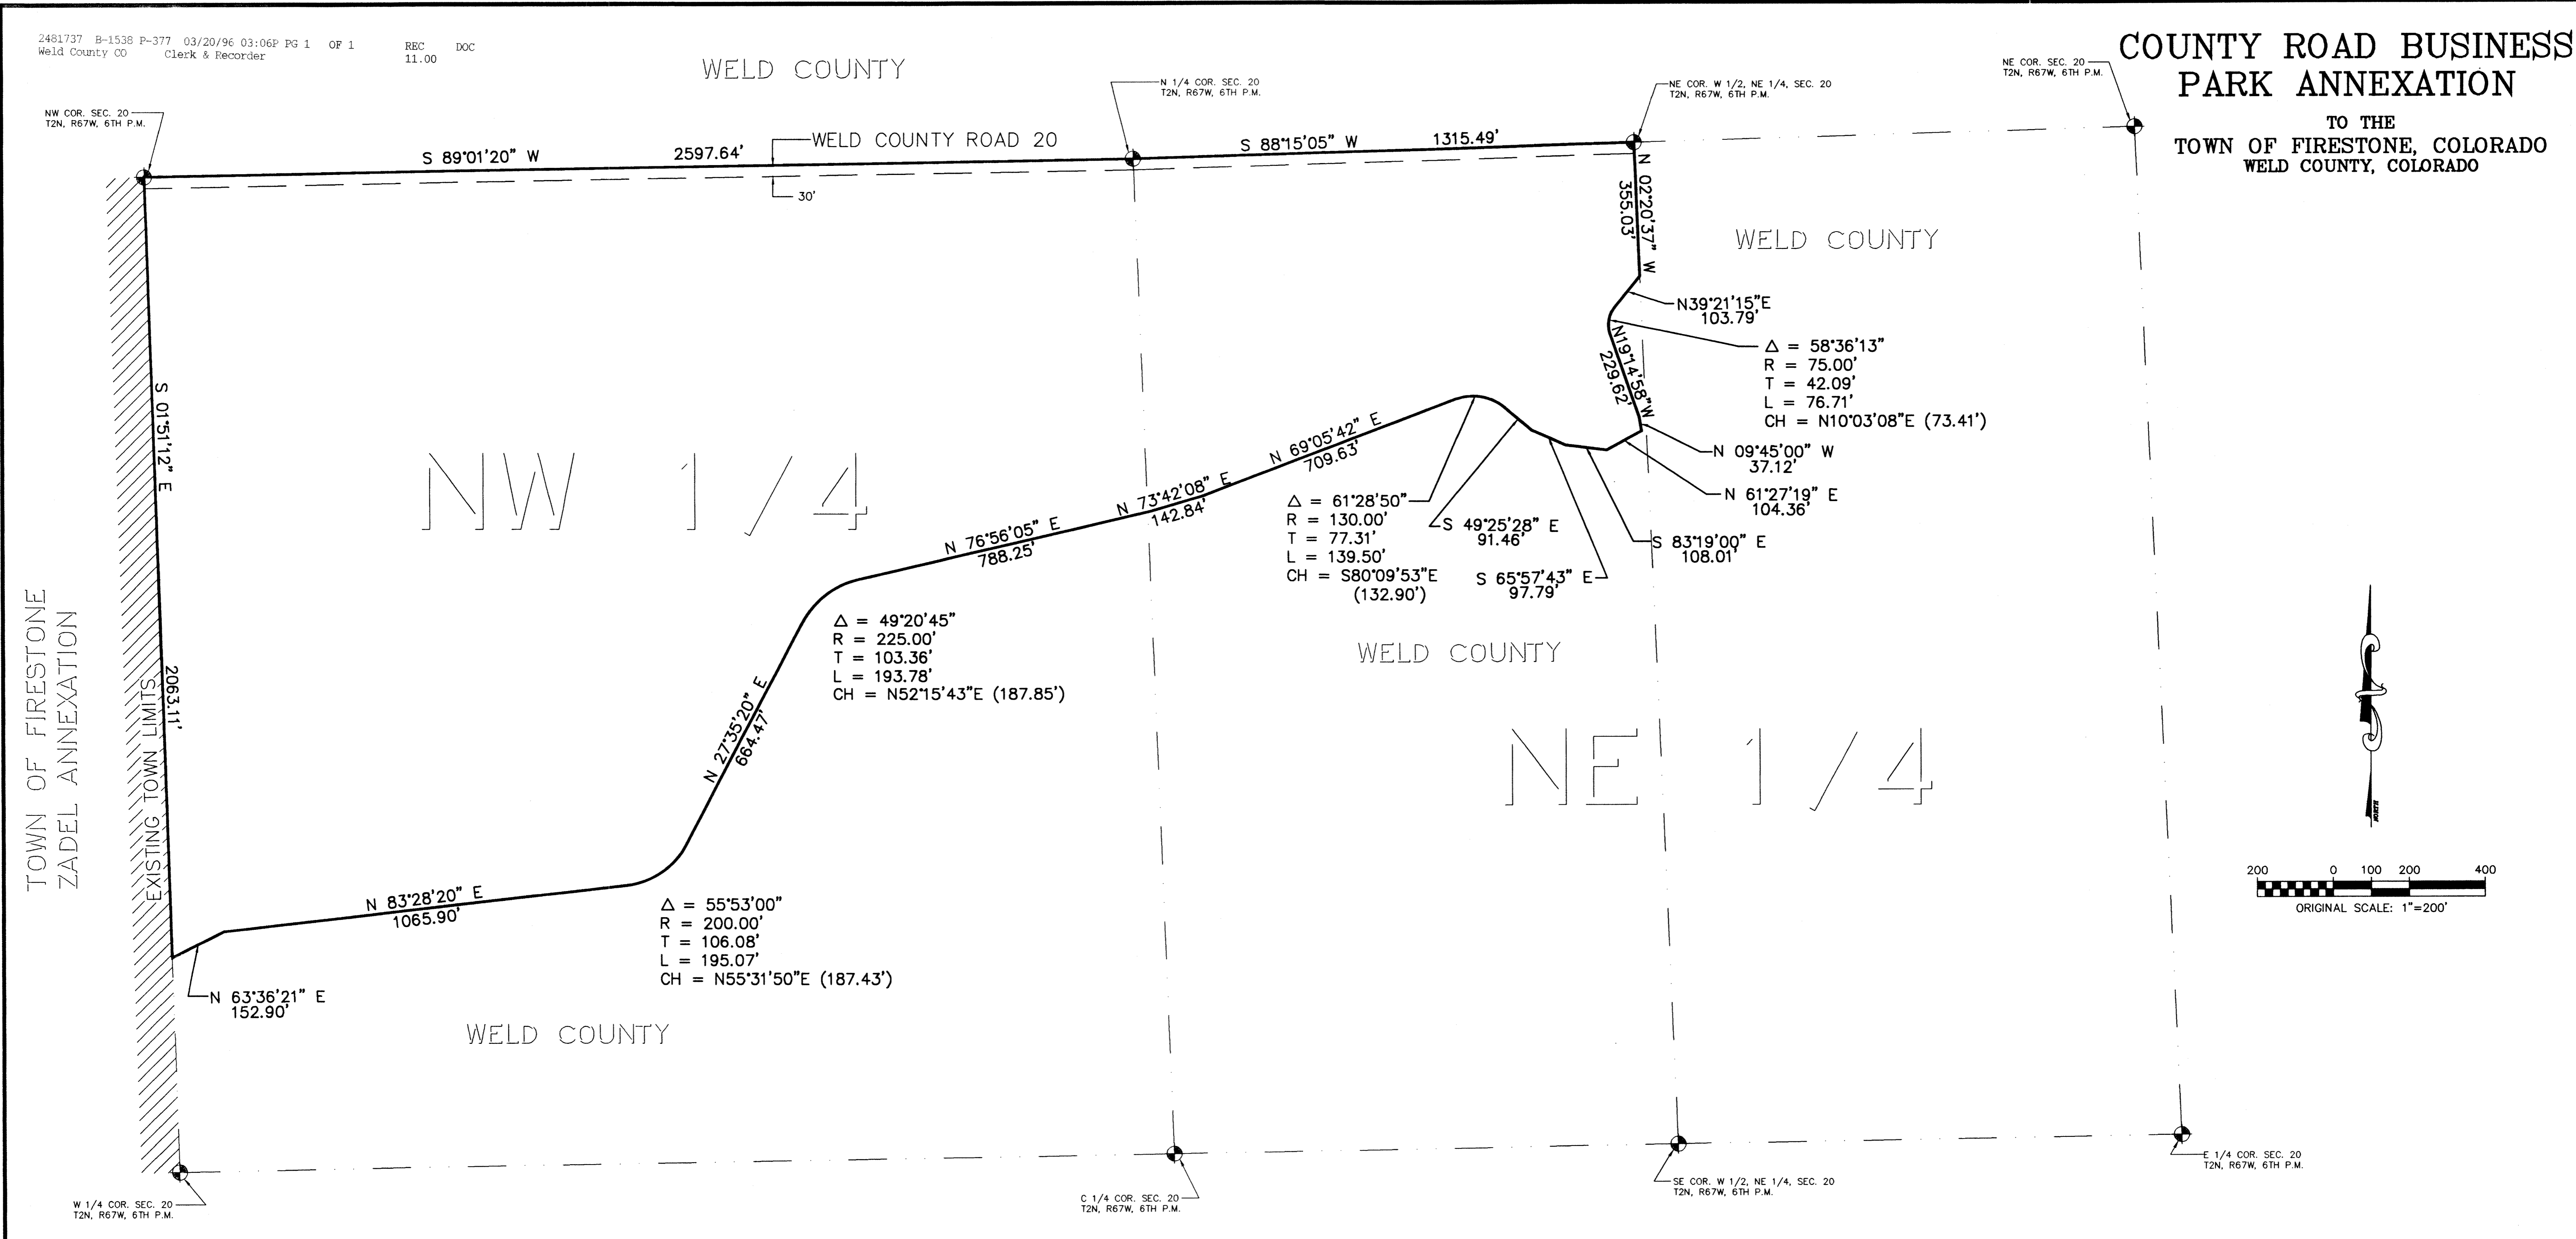 2481737 B-1538 P-377 03/20/96 03:06P PG 1 OF 1 REC DOC
Weld County CO Clerk & Recorder 11.00
COUNTY ROAD BUSINESS
PARK ANNEXATION
TO THE
TOWN OF FIRESTONE, COLORADO
WELD COUNTY, COLORADO
WELD COUNTY
NW COR. SEC. 20
T2N, R67W, 6TH P.M.
N 1/4 COR. SEC. 20
T2N, R67W, 6TH P.M.
NE COR. W 1/2, NE 1/4, SEC. 20
T2N, R67W, 6TH P.M.
NE COR. SEC. 20
T2N, R67W, 6TH P.M.
S 89°01'20" W 2597.64'
WELD COUNTY ROAD 20
30'
S 88°15'05" W 1315.49'
N 02°20'37" W
355.03'
WELD COUNTY
N39°21'15"E
103.79'
Δ = 58°36'13"
R = 75.00'
T = 42.09'
L = 76.71'
CH = N10°03'08"E (73.41')
N19°14'58"W
229.62'
N 09°45'00" W
37.12'
N 61°27'19" E
104.36'
S 83°19'00" E
108.01'
S 65°57'43" E
97.79'
S 49°25'28" E
91.46'
Δ = 61°28'50"
R = 130.00'
T = 77.31'
L = 139.50'
CH = S80°09'53"E
(132.90')
N 69°05'42" E
709.63'
N 73°42'08" E
142.84'
N 76°56'05" E
788.25'
Δ = 49°20'45"
R = 225.00'
T = 103.36'
L = 193.78'
CH = N52°15'43"E (187.85')
N 27°35'20" E
664.47'
Δ = 55°53'00"
R = 200.00'
T = 106.08'
L = 195.07'
CH = N55°31'50"E (187.43')
N 83°28'20" E
1065.90'
N 63°36'21" E
152.90'
S 01°51'12" E 2063.11'
EXISTING TOWN LIMITS
TOWN OF FIRESTONE
ZADEL ANNEXATION
NW 1/4
NE 1/4
WELD COUNTY
WELD COUNTY
NORTH
200 0 100 200 400
ORIGINAL SCALE: 1"=200'
W 1/4 COR. SEC. 20
T2N, R67W, 6TH P.M.
C 1/4 COR. SEC. 20
T2N, R67W, 6TH P.M.
SE COR. W 1/2, NE 1/4, SEC. 20
T2N, R67W, 6TH P.M.
E 1/4 COR. SEC. 20
T2N, R67W, 6TH P.M.